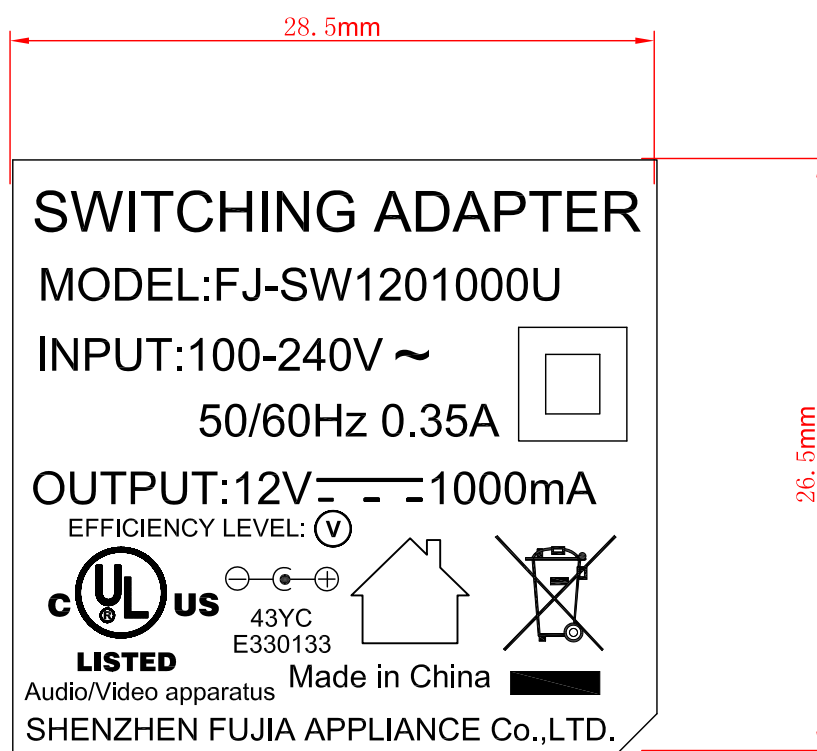 28.5mm
SWITCHING ADAPTER
MODEL:FJ-SW1201000U
INPUT:100-240V ~
50/60Hz 0.35A
OUTPUT:12V 1000mA
EFFICIENCY LEVEL: V
C UL ® US
LISTED
43YC
E330133
Audio/Video apparatus
Made in China
SHENZHEN FUJIA APPLIANCE Co.,LTD.
26.5mm